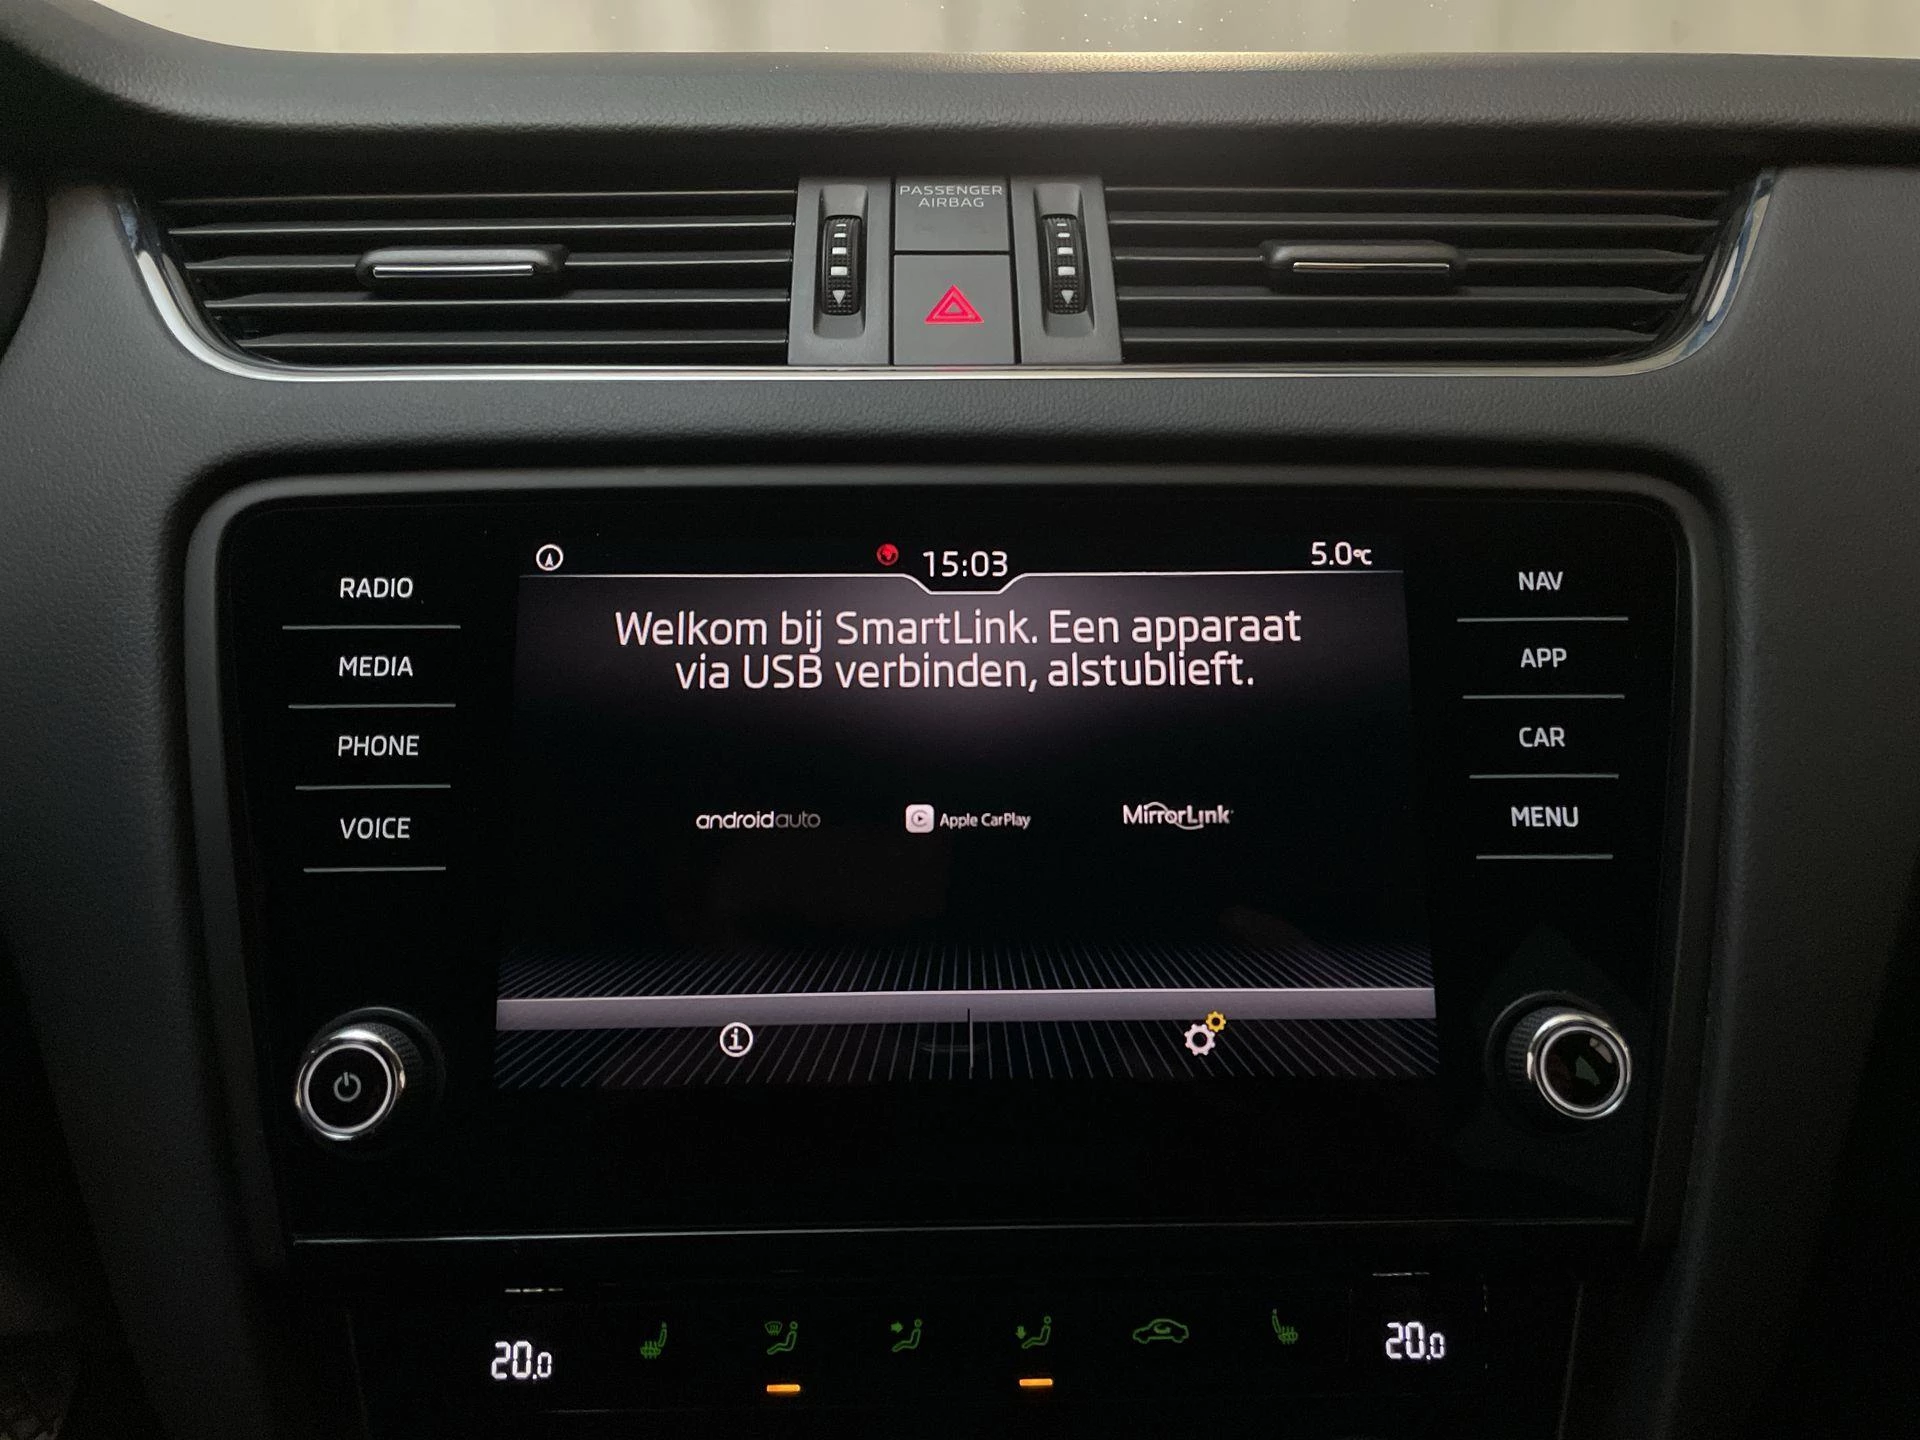 PASSENGER
AIRBAG
15:03
5.0°C
RADIO
MEDIA
PHONE
VOICE
Welkom bij SmartLink. Een apparaat
via USB verbinden, alstublieft.
androidauto
Apple CarPlay
MirrorLink
NAV
APP
CAR
MENU
20.0
20.0